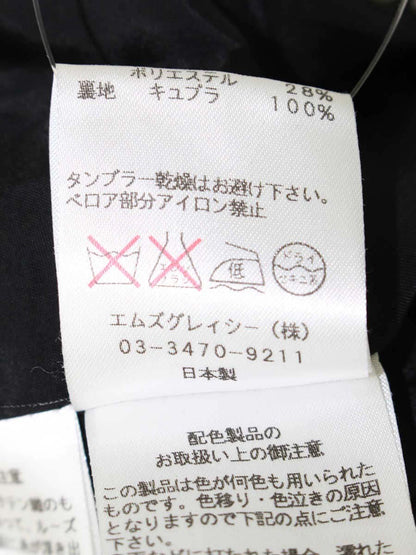 ポリエステル 28%
裏地 キュプラ 100%
タンブラー乾燥はお避け下さい。
ベロア部分アイロン禁止
低
ドライ
セキユ系
エムズグレイシー(株)
03-3470-9211
日本製
配色製品の
お取扱い上の御注意
この製品は色が何色も用いられた
ものです。色移り・色泣きの原因
となりますので下記の点にご注意
下さい。